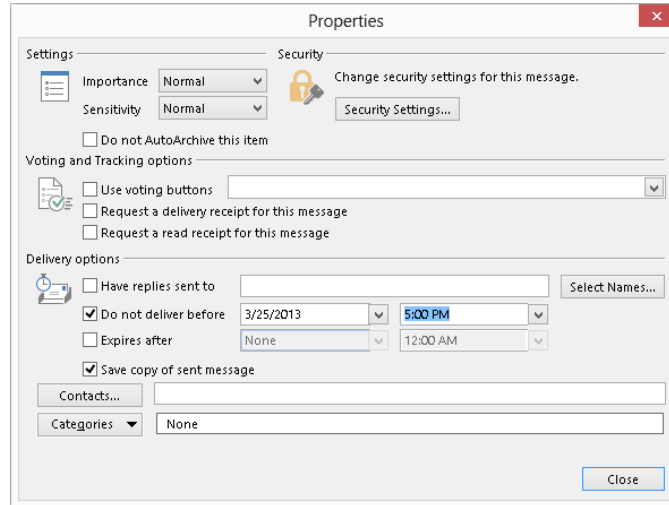 Properties
Settings Security
Importance Normal Change security settings for this message.
Sensitivity Normal Security Settings...
Do not AutoArchive this item
Voting and Tracking options
Use voting buttons
Request a delivery receipt for this message
Request a read receipt for this message
Delivery options
Have replies sent to Select Names...
Do not deliver before 3/25/2013 5:00 PM
Expires after None 12:00 AM
Save copy of sent message
Contacts...
Categories None
Close